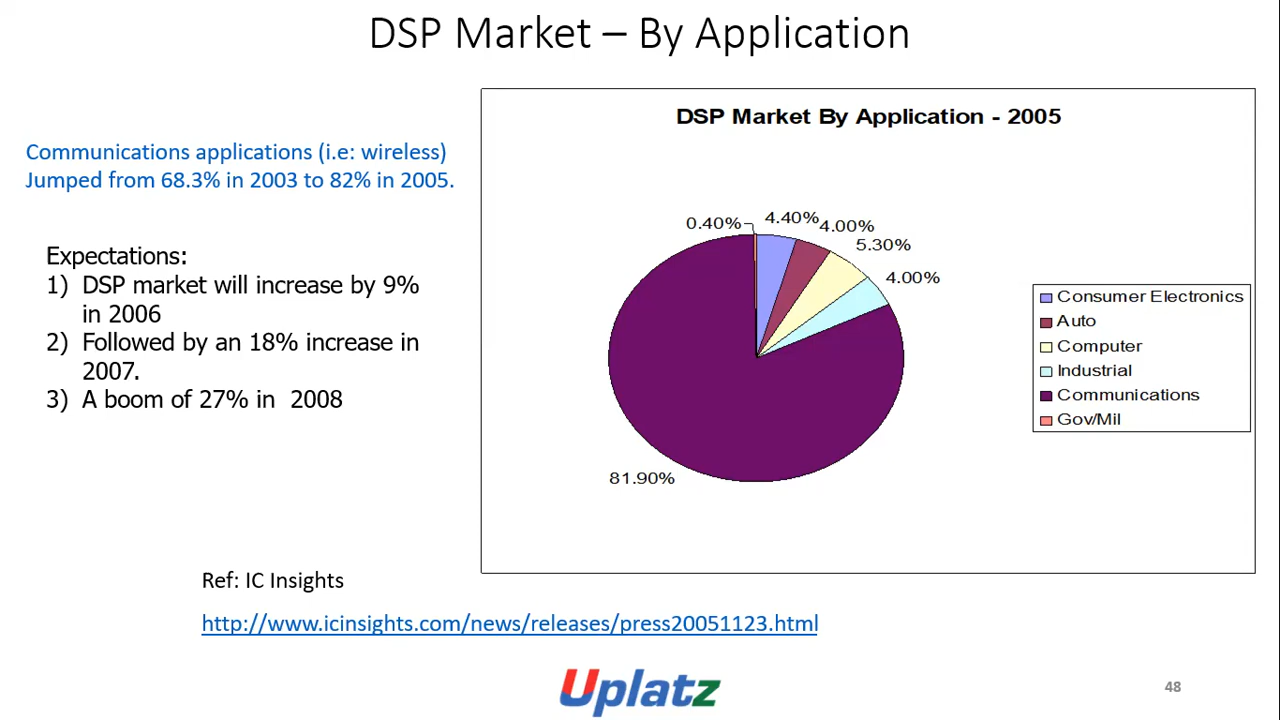 DSP Market – By Application
Communications applications (i.e: wireless)
Jumped from 68.3% in 2003 to 82% in 2005.
Expectations:
1) DSP market will increase by 9%
in 2006
2) Followed by an 18% increase in
2007.
3) A boom of 27% in 2008
DSP Market By Application - 2005
0.40%
4.40%
4.00%
5.30%
4.00%
81.90%
Consumer Electronics
Auto
Computer
Industrial
Communications
Gov/Mil
Ref: IC Insights
http://www.icinsights.com/news/releases/press20051123.html
Uplatz
48